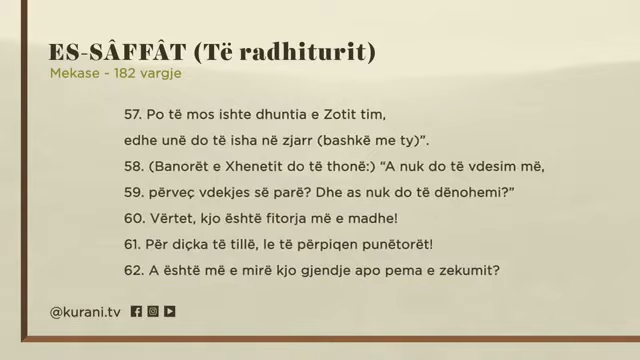 ES-SÂFFÂT (Të radhiturit)
Mekase - 182 vargje
57. Po të mos ishte dhuntia e Zotit tim,
edhe unë do të isha në zjarr (bashkë me ty)”.
58. (Banorët e Xhenetit do të thonë:) “A nuk do të vdesim më,
59. përveç vdekjes së parë? Dhe as nuk do të dënohemi?”
60. Vërtet, kjo është fitorja më e madhe!
61. Për diçka të tillë, le të përpiqen punëtorët!
62. A është më e mirë kjo gjendje apo pema e zekumit?
@kurani.tv